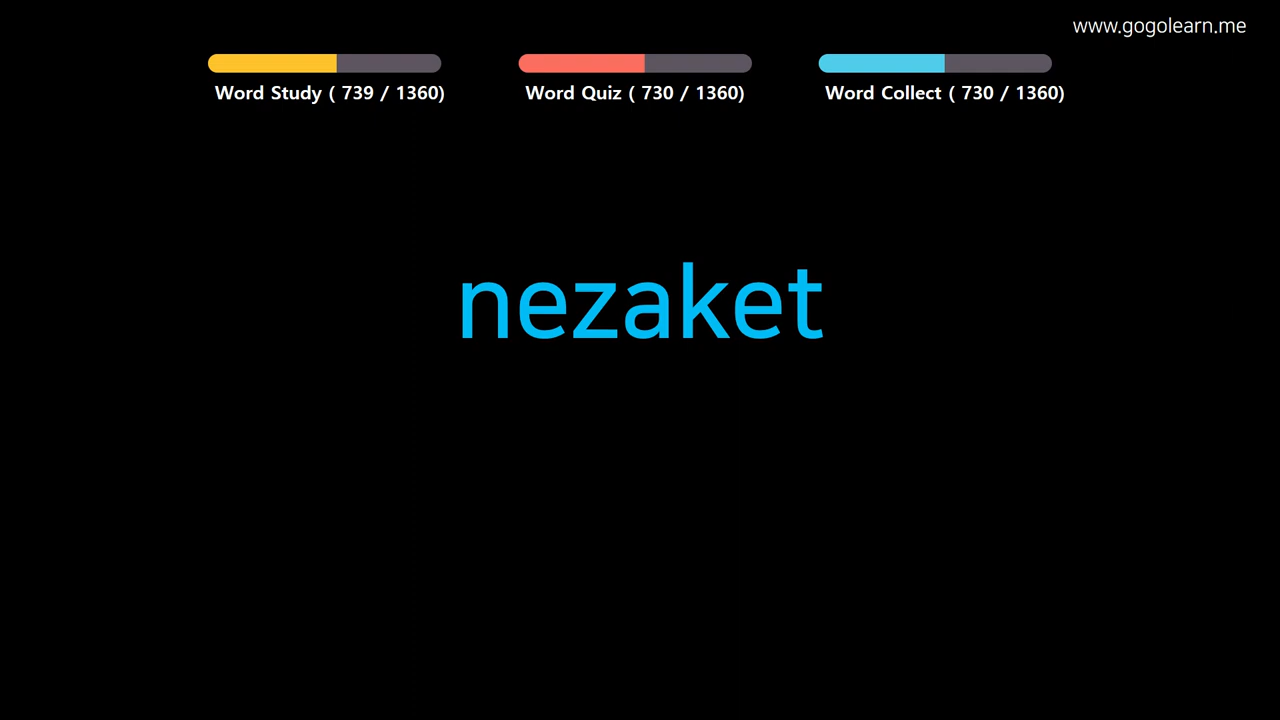 www.gogolearn.me
Word Study ( 739 / 1360)
Word Quiz ( 730 / 1360)
Word Collect ( 730 / 1360)
nezaket